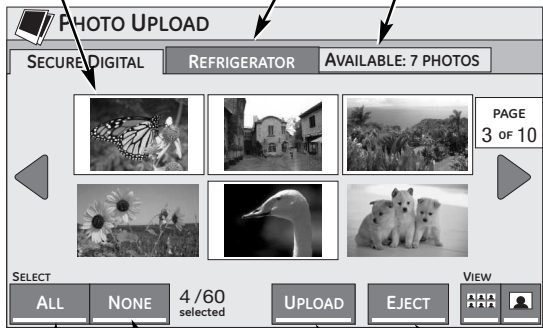 PHOTO UPLOAD
SECURE DIGITAL
REFRIGERATOR
AVAILABLE: 7 PHOTOS
PAGE
3 OF 10
SELECT
ALL
NONE
4/60
selected
UPLOAD
EJECT
VIEW